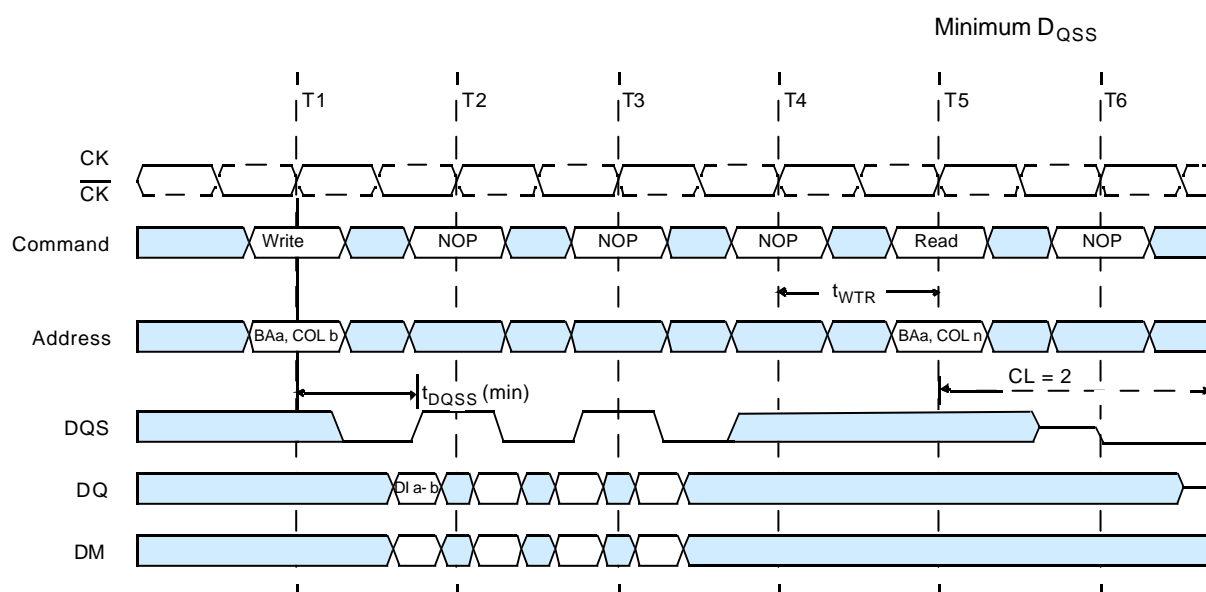 Minimum DQSS
T1 T2 T3 T4 T5 T6
CK
CK
Command Write NOP NOP NOP Read NOP
tWTR
Address BAa, COL b BAa, COL n
tDQSS (min) CL = 2
DQS
DQ DI a- b
DM